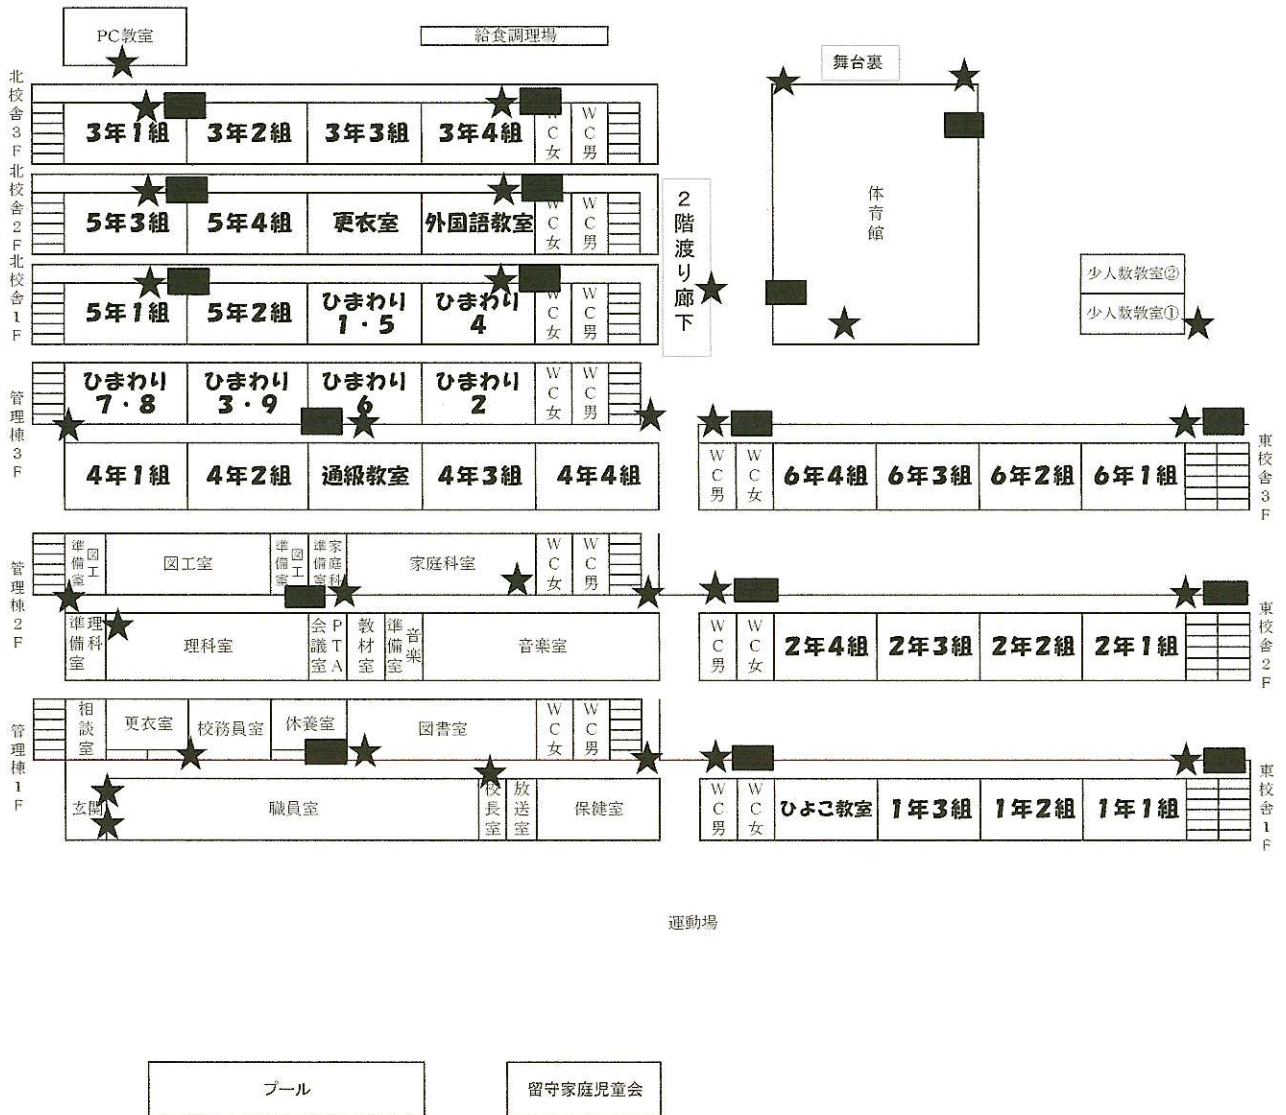 PC教室
給食調理場
舞台裏
北校舎3F
3年1組
3年2組
3年3組
3年4組
WC女
WC男
北校舎2F
5年3組
5年4組
更衣室
外国語教室
WC女
WC男
2階渡り廊下
体育館
北校舎1F
5年1組
5年2組
ひまわり
1・5
ひまわり
4
WC女
WC男
少人数教室②
少人数教室①
管理棟3F
ひまわり
7・8
ひまわり
3・9
ひまわり
6
ひまわり
2
WC女
WC男
4年1組
4年2組
通級教室
4年3組
4年4組
WC男
WC女
6年4組
6年3組
6年2組
6年1組
東校舎3F
管理棟2F
図工
準備室
図工室
図工
準備室
家庭科
準備室
家庭科室
WC女
WC男
理科
準備室
理科室
PTA
会議室
教材室
音楽
準備室
音楽室
WC男
WC女
2年4組
2年3組
2年2組
2年1組
東校舎2F
管理棟1F
相談室
更衣室
校務員室
休養室
図書室
WC女
WC男
玄関
職員室
校長室
放送室
保健室
WC男
WC女
ひよこ教室
1年3組
1年2組
1年1組
東校舎1F
運動場
プール
留守家庭児童会